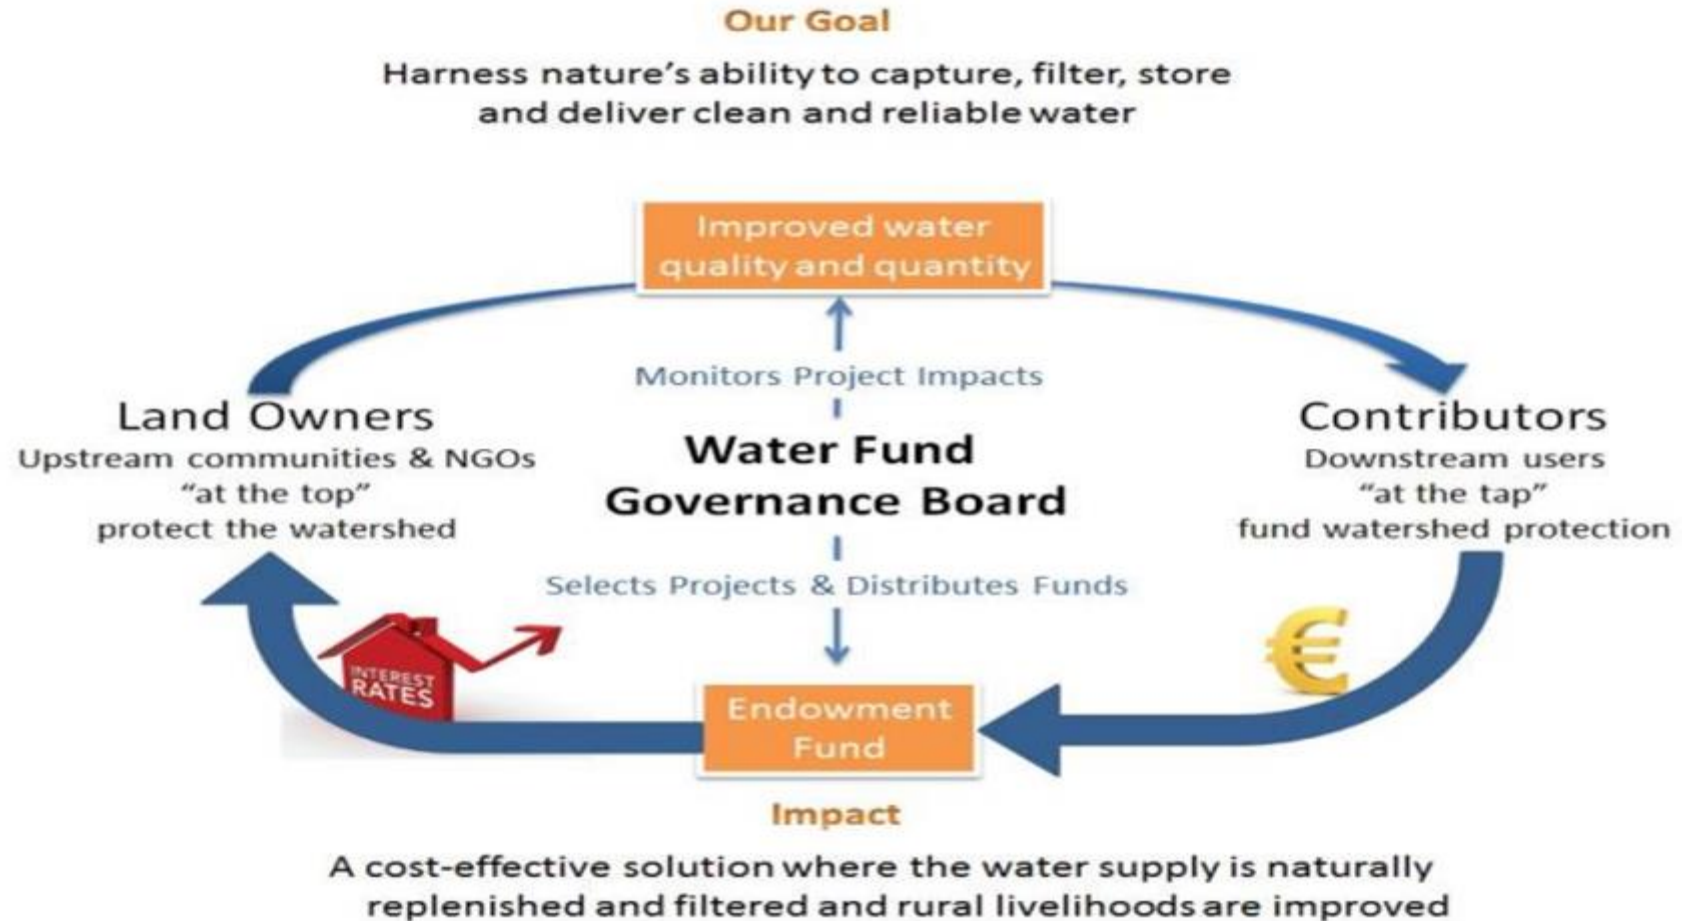 Our Goal
Harness nature's ability to capture, filter, store
and deliver clean and reliable water
Improved water
quality and quantity
Monitors Project Impacts
Land Owners
Upstream communities & NGOs
"at the top"
protect the watershed
Water Fund
Governance Board
Contributors
Downstream users
"at the tap"
fund watershed protection
Selects Projects & Distributes Funds
INTEREST
RATES
€
Endowment
Fund
Impact
A cost-effective solution where the water supply is naturally
replenished and filtered and rural livelihoods are improved